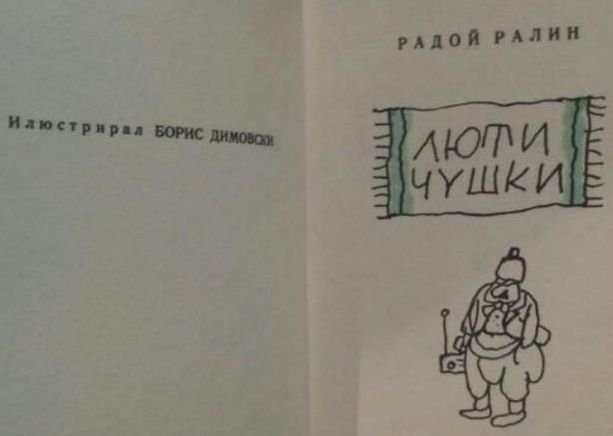 Илюстрирал БОРИС ДИМОВСКИ
РАДОЙ РАЛИН
ЛЮТИ
ЧУШКИ